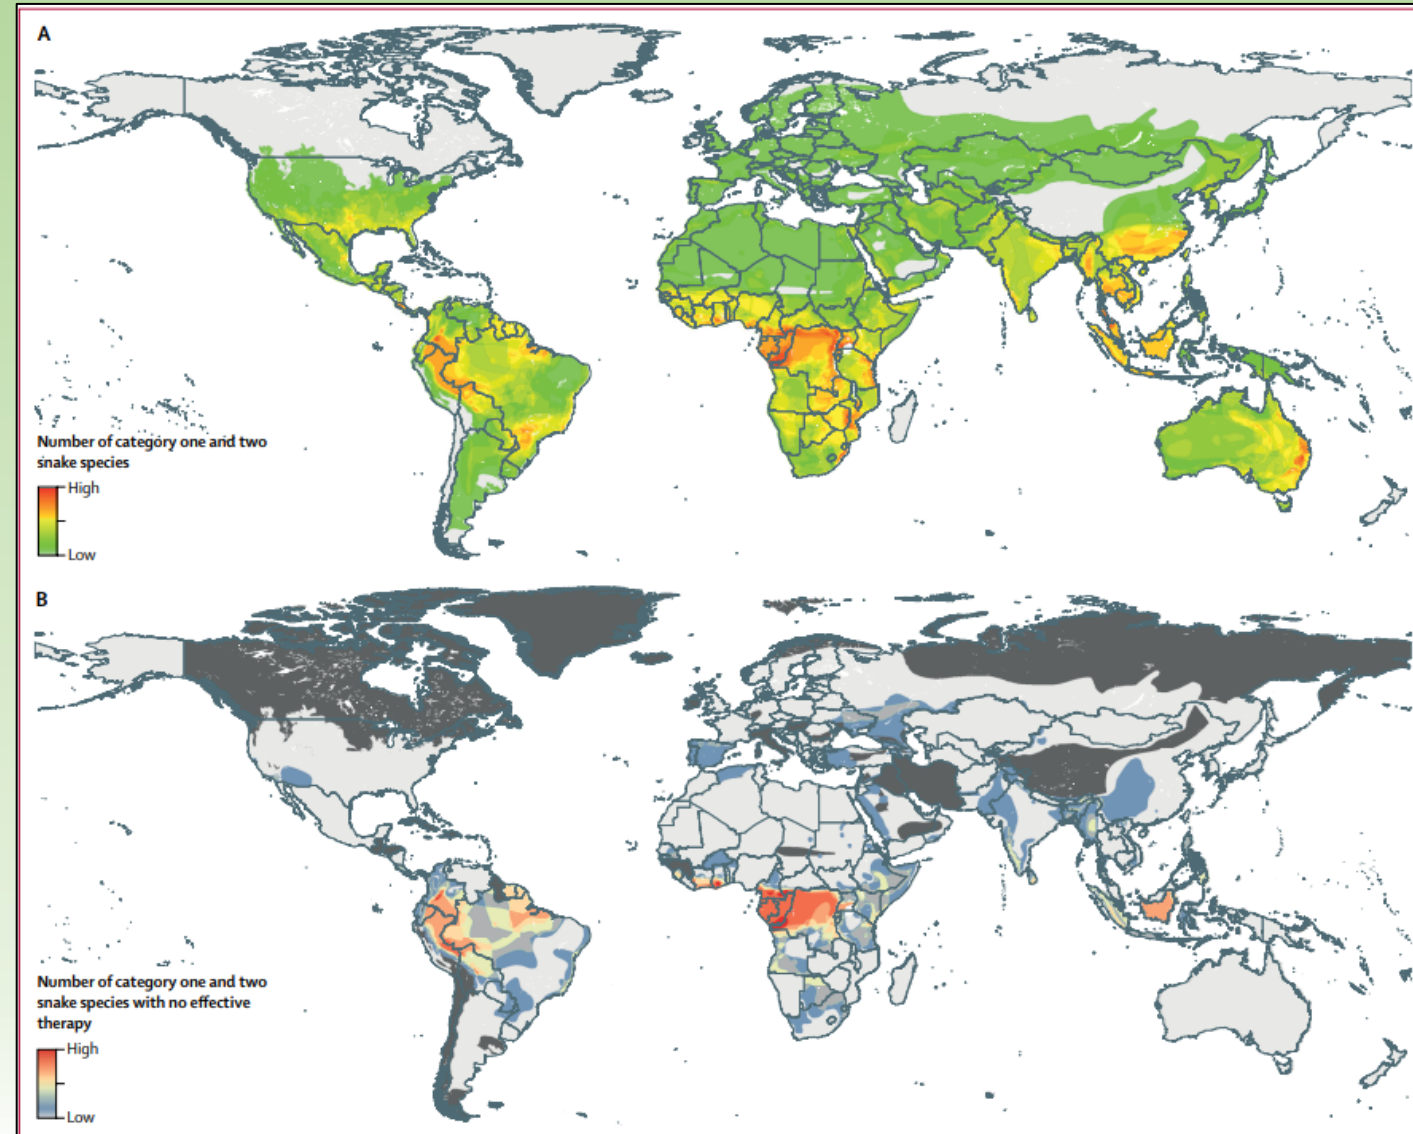 A
Number of category one and two
snake species
High
Low
B
Number of category one and two
snake species with no effective
therapy
High
Low